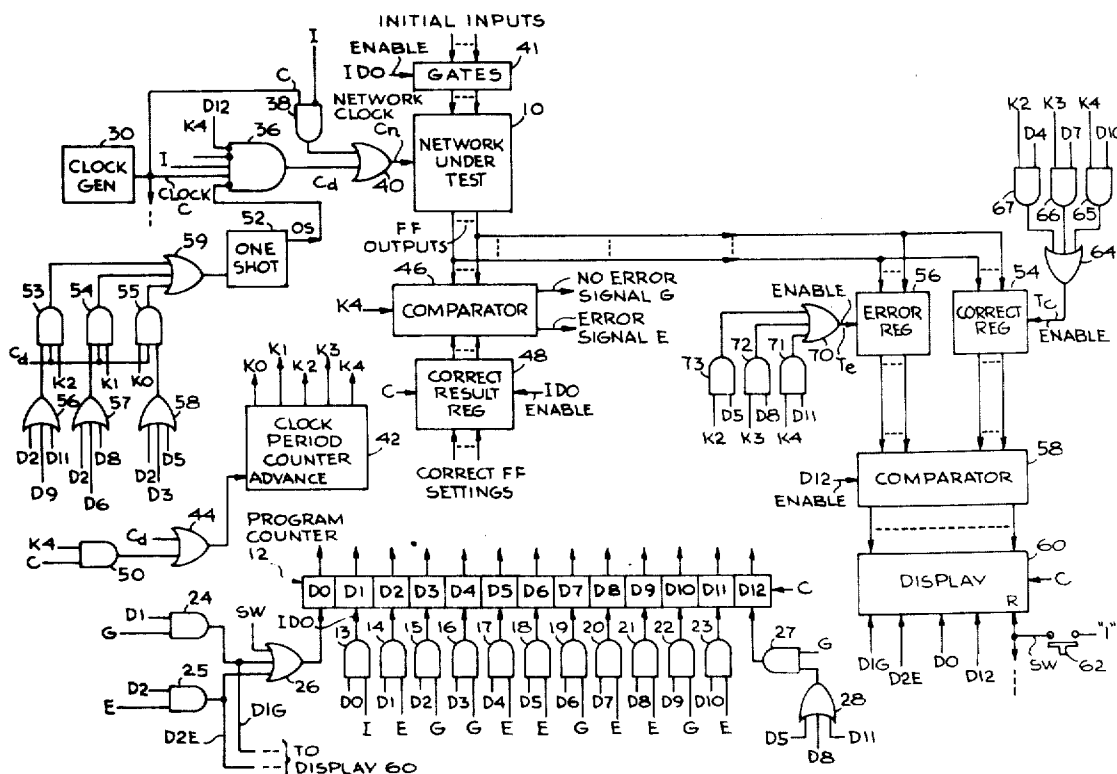 INITIAL INPUTS
I
ENABLE
41
IDO
GATES
C
38
NETWORK
CLOCK
10
D12
K4
36
Cn
30
NETWORK
UNDER
TEST
CLOCK
GEN
I
CLOCK
C
Cd
40
K2
K3
K4
D4
D7
D10
67
66
65
64
52
OS
ONE
SHOT
59
FF
OUTPUTS
53
54
55
46
NO ERROR
SIGNAL G
K4
COMPARATOR
ERROR
SIGNAL E
ENABLE
56
54
ERROR
REG
CORRECT
REG
Tc
ENABLE
Cd
K2
K1
K0
K0
K1
K2
K3
K4
48
C
CORRECT
RESULT
REG
IDO
ENABLE
73
72
71
70
Te
D5
D8
D11
K2
K3
K4
56
57
58
CLOCK
PERIOD
COUNTER
ADVANCE
42
D2
D11
D2
D8
D2
D5
D9
D6
D3
CORRECT FF
SETTINGS
58
D12
ENABLE
COMPARATOR
44
Cd
K4
C
50
PROGRAM
COUNTER
12
60
DISPLAY
C
R
D0
D1
D2
D3
D4
D5
D6
D7
D8
D9
D10
D11
D12
C
24
D1
G
SW
IDO
13
14
15
16
17
18
19
20
21
22
23
27
G
"1"
SW
62
25
D2
E
26
D1G
D2E
D0
D12
D0
D1
D2
D3
D4
D5
D6
D7
D8
D9
D10
28
I
E
G
G
E
E
G
E
E
G
E
D1G
D2E
TO
DISPLAY 60
D5
D8
D11